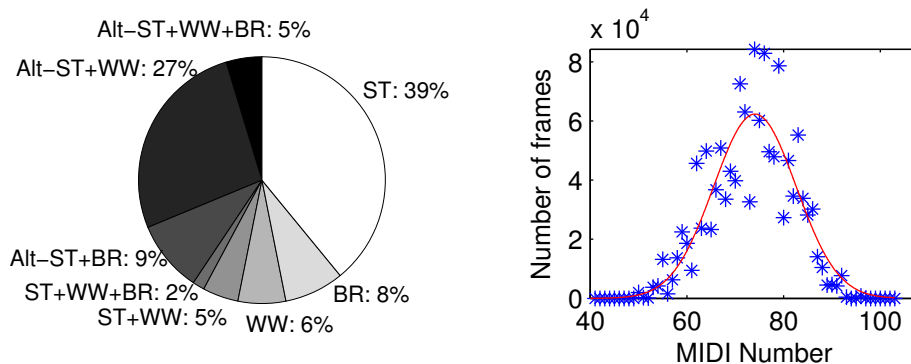 Alt−ST+WW+BR: 5%
Alt−ST+WW: 27%
ST: 39%
Alt−ST+BR: 9%
ST+WW+BR: 2%
ST+WW: 5%
WW: 6%
BR: 8%
x 10^4
8
6
4
2
0
Number of frames
40 60 80 100
MIDI Number